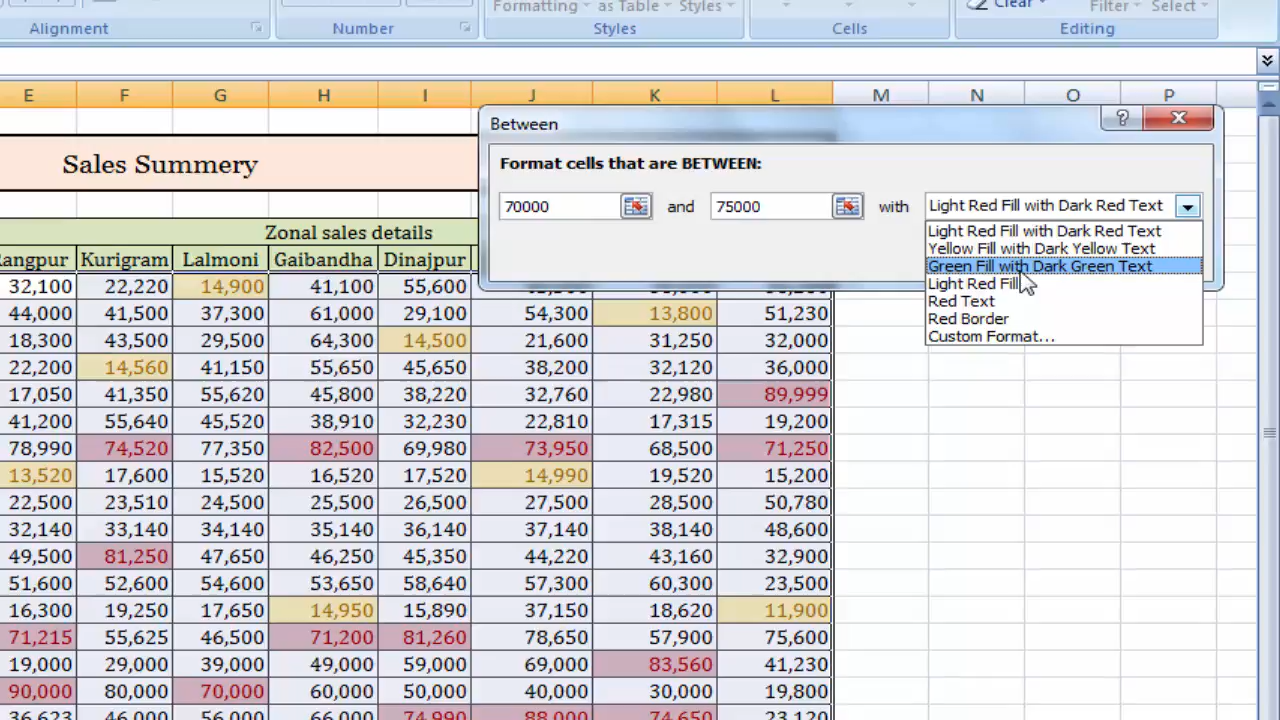 Formatting as Table Styles Clear Filter Select
Alignment Number Styles Cells Editing
E F G H I J K L M N O P
Between
Format cells that are BETWEEN:
Sales Summery
70000 and 75000 with Light Red Fill with Dark Red Text
Light Red Fill with Dark Red Text
Yellow Fill with Dark Yellow Text
Green Fill with Dark Green Text
Light Red Fill
Red Text
Red Border
Custom Format...
Zonal sales details
Kurigram Lalmoni Gaibandha Dinajpur
32,100 22,220 14,900 41,100 55,600
44,000 41,500 37,300 61,000 29,100 54,300 13,800 51,230
18,300 43,500 29,500 64,300 14,500 21,600 31,250 32,000
22,200 14,560 41,150 55,650 45,650 38,200 32,120 36,000
17,050 41,350 55,620 45,800 38,220 32,760 22,980 89,999
41,200 55,640 45,520 38,910 32,230 22,810 17,315 19,200
78,990 74,520 77,350 82,500 69,980 73,950 68,500 71,250
13,520 17,600 15,520 16,520 17,520 14,990 19,520 15,200
22,500 23,510 24,500 25,500 26,500 27,500 28,500 50,780
32,140 33,140 34,140 35,140 36,140 37,140 38,140 48,600
49,500 81,250 47,650 46,250 45,350 44,220 43,160 32,900
51,600 52,600 54,600 53,650 58,640 57,300 60,300 23,500
16,300 19,250 17,650 14,950 15,890 37,150 18,620 11,900
71,215 55,625 46,500 71,200 81,260 78,650 57,900 75,600
19,000 29,000 39,000 49,000 59,000 69,000 83,560 41,230
90,000 80,000 70,000 60,000 50,000 40,000 30,000 19,800
36,623 46,000 56,000 66,000 74,990 88,000 74,650 23,120